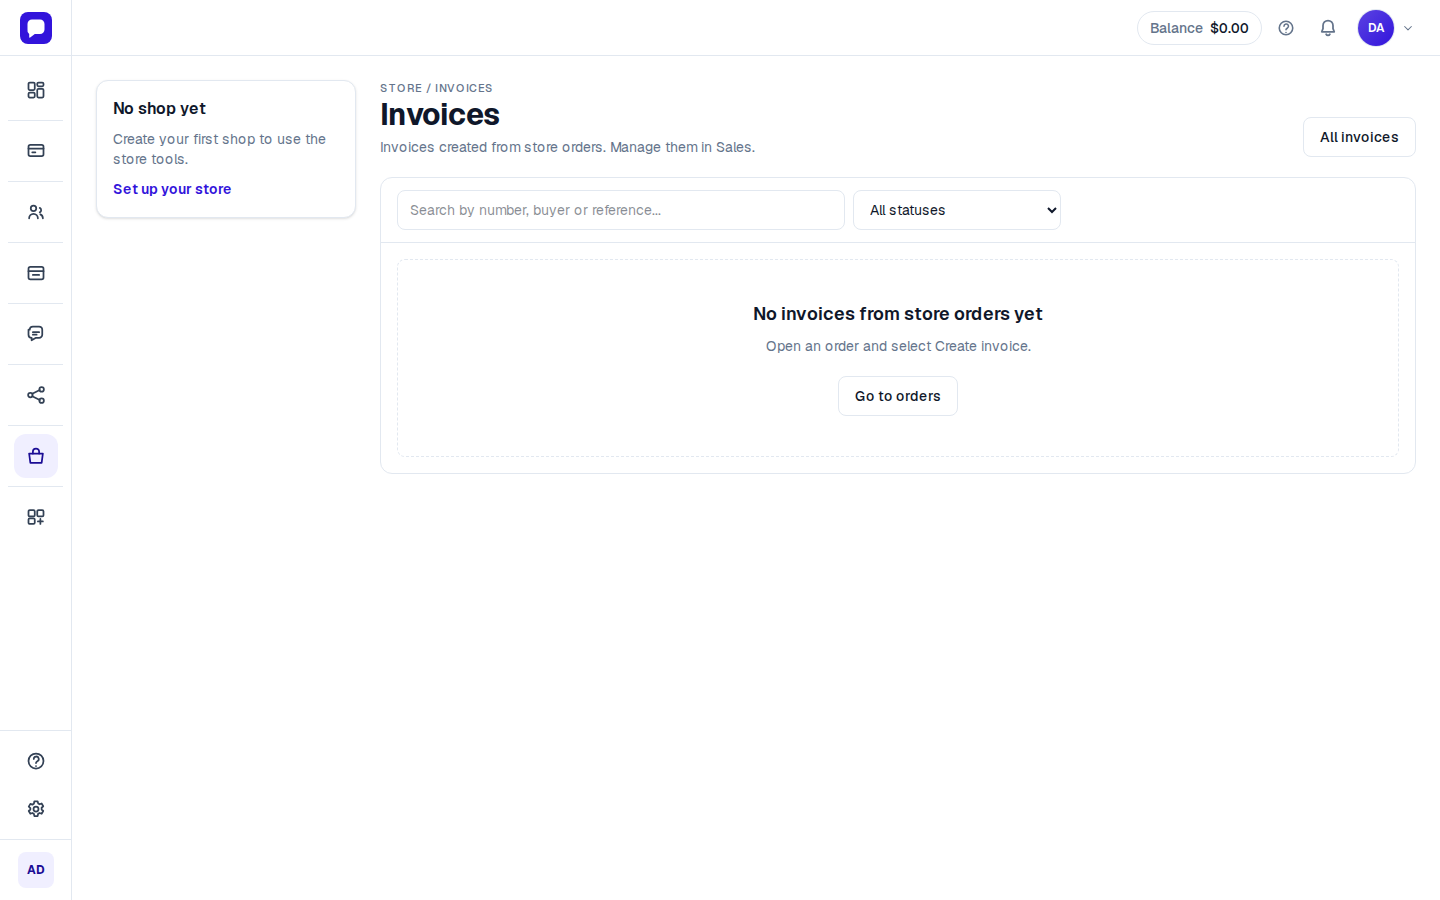 Balance $0.00
DA
No shop yet
Create your first shop to use the
store tools.
Set up your store
STORE / INVOICES
Invoices
Invoices created from store orders. Manage them in Sales.
All invoices
Search by number, buyer or reference...
All statuses
No invoices from store orders yet
Open an order and select Create invoice.
Go to orders
AD